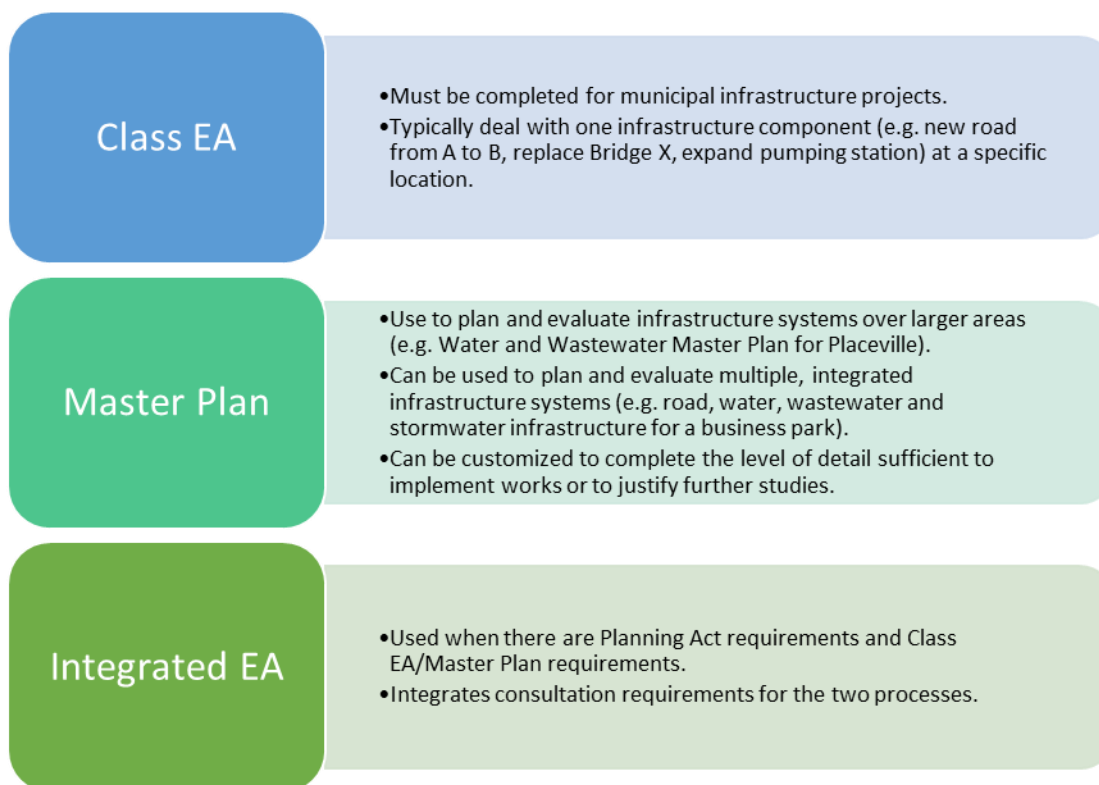 Class EA
•Must be completed for municipal infrastructure projects.
•Typically deal with one infrastructure component (e.g. new road
from A to B, replace Bridge X, expand pumping station) at a specific
location.
Master Plan
•Use to plan and evaluate infrastructure systems over larger areas
(e.g. Water and Wastewater Master Plan for Placeville).
•Can be used to plan and evaluate multiple, integrated
infrastructure systems (e.g. road, water, wastewater and
stormwater infrastructure for a business park).
•Can be customized to complete the level of detail sufficient to
implement works or to justify further studies.
Integrated EA
•Used when there are Planning Act requirements and Class
EA/Master Plan requirements.
•Integrates consultation requirements for the two processes.